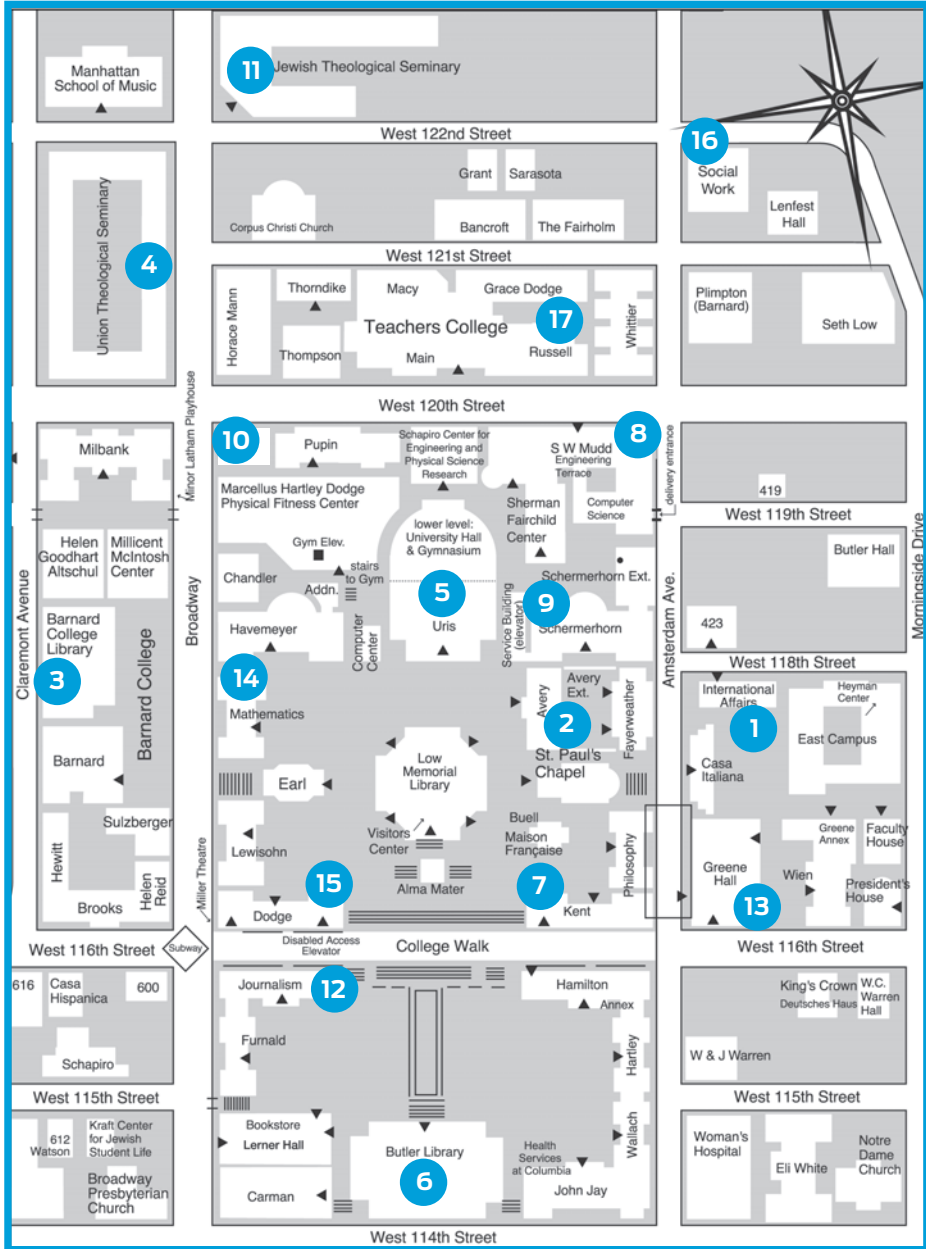 Manhattan
School of Music
11
Jewish Theological Seminary
West 122nd Street
16
Social
Work
Lenfest
Hall
Grant
Sarasota
Corpus Christi Church
Bancroft
The Fairholm
Union Theological Seminary
4
West 121st Street
Horace Mann
Thorndike
Macy
Grace Dodge
17
Teachers College
Thompson
Main
Russell
Whittier
Plimpton
(Barnard)
Seth Low
West 120th Street
Minor Latham Playhouse
Milbank
10
Pupin
Schapiro Center for
Engineering and
Physical Science
Research
8
S W Mudd
Engineering
Terrace
delivery entrance
419
Marcellus Hartley Dodge
Physical Fitness Center
Sherman
Fairchild
Center
Computer
Science
West 119th Street
Helen
Goodhart
Altschul
Millicent
McIntosh
Center
lower level:
University Hall
& Gymnasium
Gym Elev.
stairs
to Gym
Chandler
Addn.
Schermerhorn Ext.
Butler Hall
Morningside Drive
Claremont Avenue
Broadway
Amsterdam Ave.
5
Uris
9
Service Building
(elevator)
Schermerhorn
423
Barnard
College
Library
3
Barnard College
Havemeyer
Computer
Center
West 118th Street
14
Mathematics
Avery
Avery
Ext.
2
Fayerweather
International
Affairs
1
Heyman
Center
East Campus
Casa
Italiana
Barnard
Earl
Low
Memorial
Library
St. Paul's
Chapel
Sulzberger
Hewitt
Helen
Reid
Brooks
Miller Theatre
Lewisohn
Visitors
Center
Alma Mater
Buell
Maison
Française
Philosophy
Greene
Hall
Greene
Annex
Faculty
House
Wien
President's
House
15
Dodge
7
Kent
13
West 116th Street
Subway
Disabled Access
Elevator
College Walk
West 116th Street
616
Casa
Hispanica
600
Journalism
12
Hamilton
Annex
King's Crown
Deutsches Haus
W.C.
Warren
Hall
Schapiro
Furnald
Hartley
W & J Warren
West 115th Street
West 115th Street
612
Watson
Kraft Center
for Jewish
Student Life
Broadway
Presbyterian
Church
Bookstore
Lerner Hall
Carman
Butler Library
6
Health
Services
at Columbia
John Jay
Wallach
Woman's
Hospital
Eli White
Notre
Dame
Church
West 114th Street